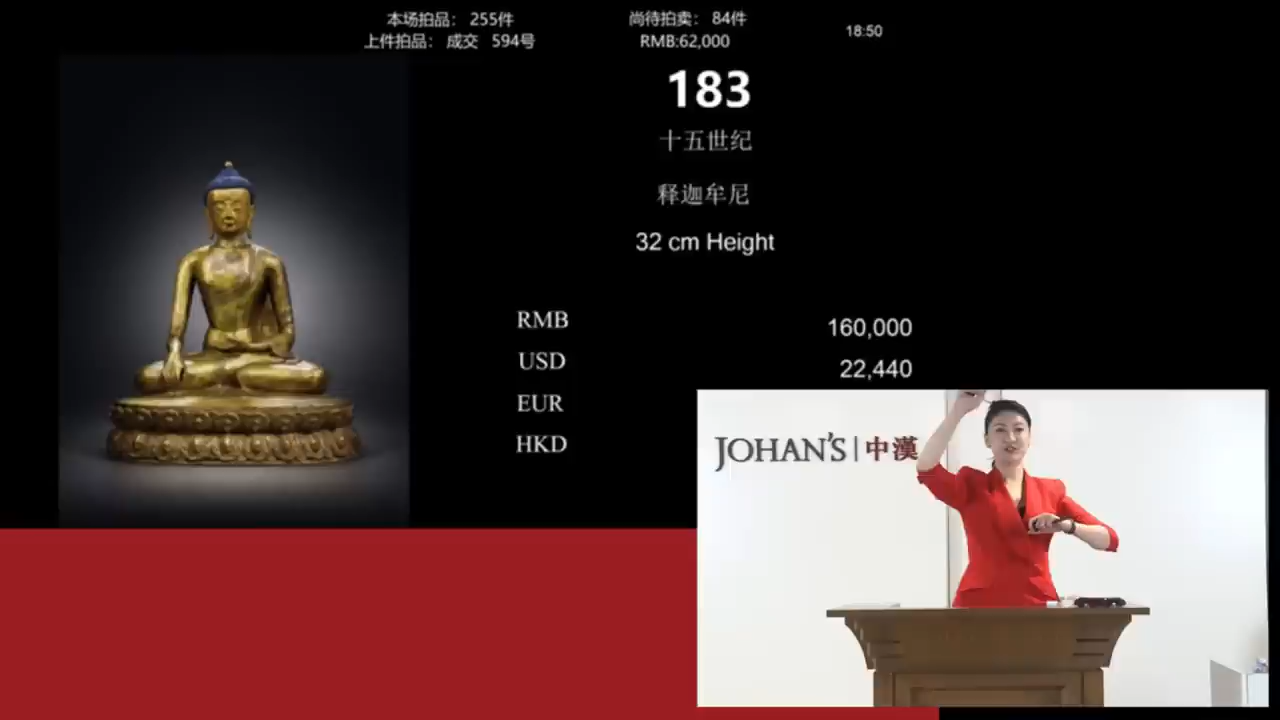 本场拍品： 255件
尚待拍卖： 84件
上件拍品： 成交 594号
RMB:62,000
18:50
183
十五世纪
释迦牟尼
32 cm Height
RMB 160,000
USD 22,440
EUR
HKD
JOHAN'S | 中漢